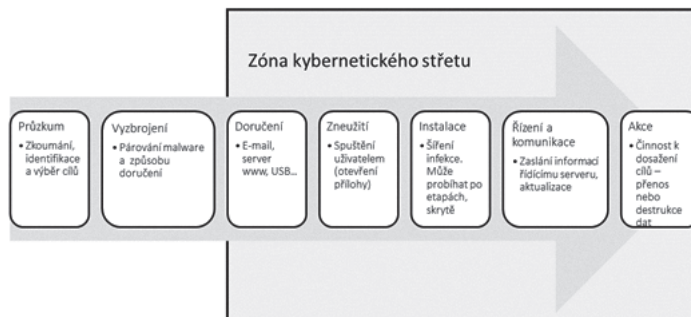 Zóna kybernetického střetu
Průzkum
• Zkoumání,
identifikace
a výběr cílů
Vyzbrojení
• Párování malware
a způsobu
doručení
Doručení
• E-mail,
server
www, USB...
Zneužití
• Spuštění
uživatelem
(otevření
přílohy)
Instalace
• Šíření
infekce.
Může
probíhat po
etapách,
skrytě
Řízení a
komunikace
• Zaslání informací
řídícímu serveru,
aktualizace
Akce
• Činnost k
dosažení
cílů –
přenos
nebo
destrukce
dat